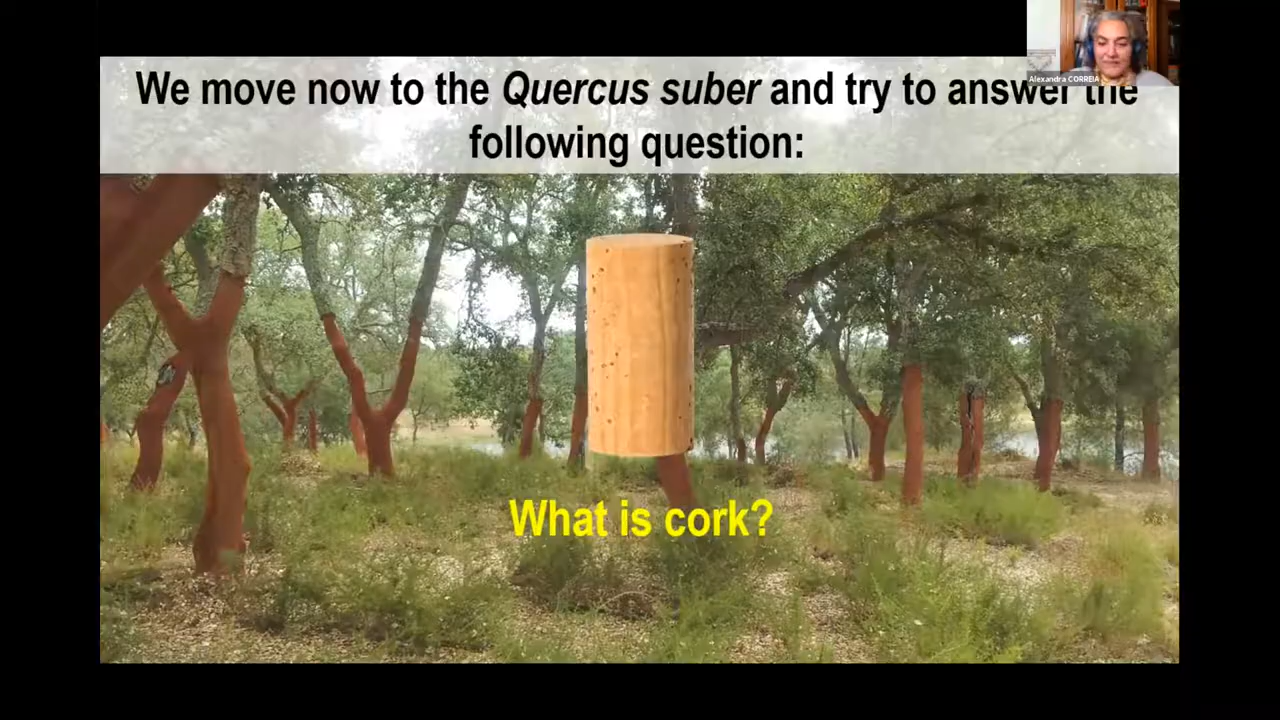 Alexandra CORREIA
We move now to the Quercus suber and try to answer the
following question:
What is cork?